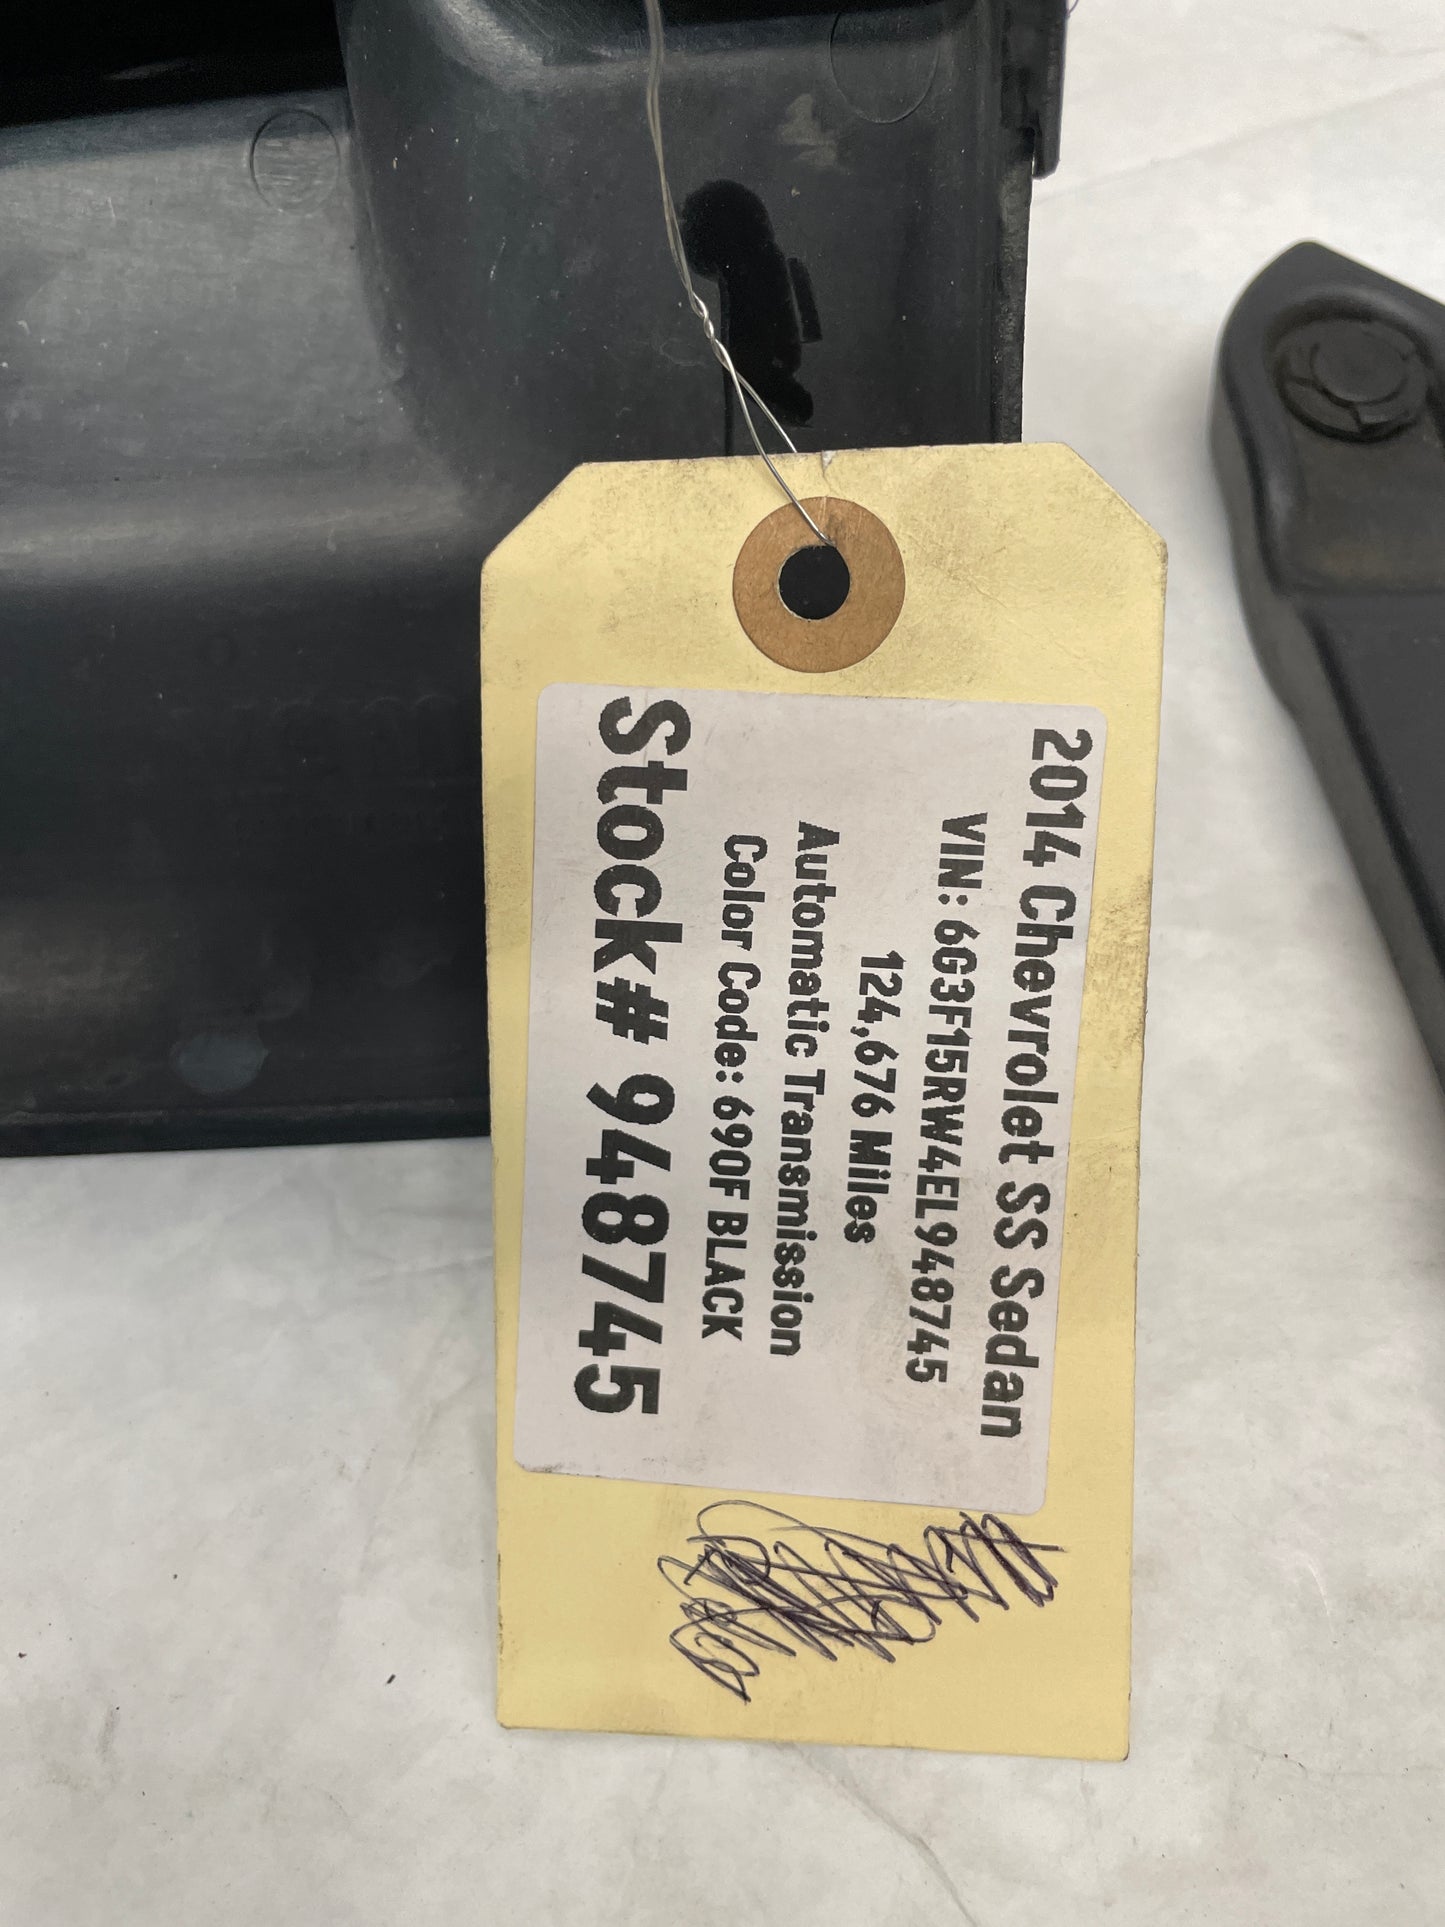 2014 Chevrolet SS Sedan
VIN: 6G3F15RW4EL948745
124,676 Miles
Automatic Transmission
Color Code: 690F BLACK
Stock# 948745